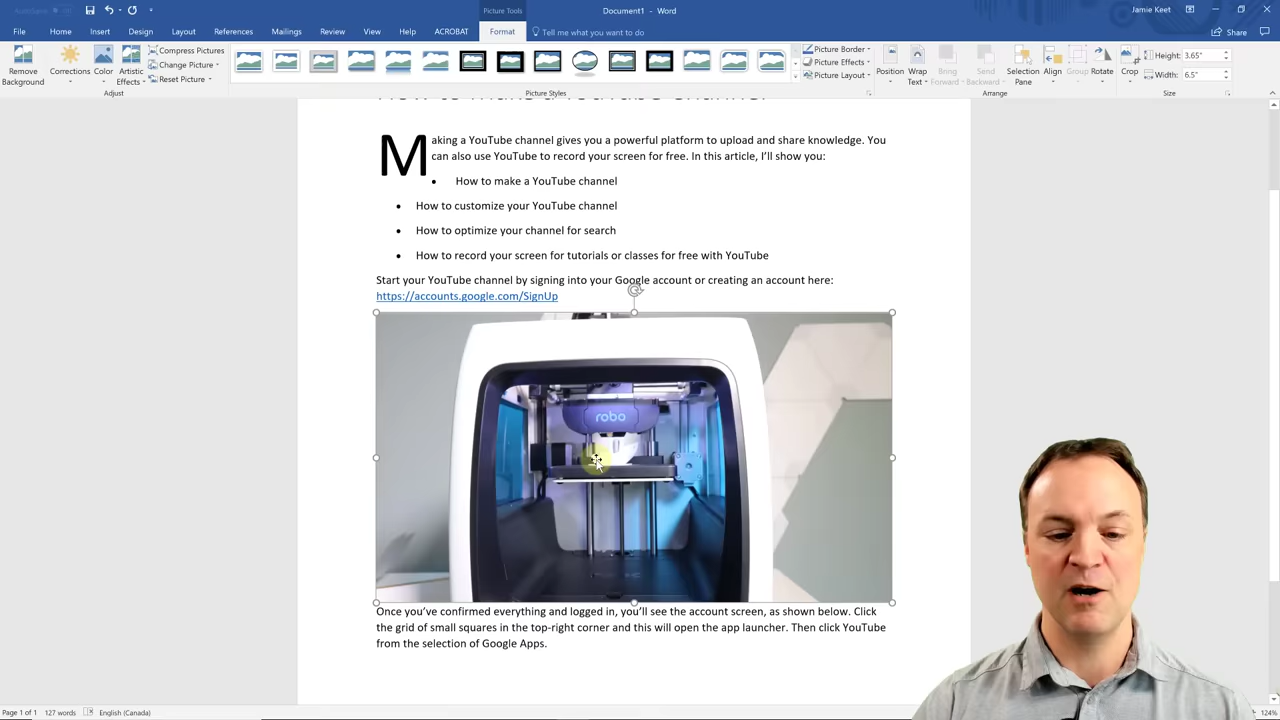 Picture Tools
Document1 - Word
Jamie Keet
File
Home
Insert
Design
Layout
References
Mailings
Review
View
Help
ACROBAT
Format
Tell me what you want to do
Share
Remove
Background
Corrections
Color
Artistic
Effects
Compress Pictures
Change Picture
Reset Picture
Adjust
Picture Styles
Picture Border
Picture Effects
Picture Layout
Position
Wrap
Text
Bring
Forward
Send
Backward
Selection
Pane
Align
Group
Rotate
Arrange
Crop
Height: 3.65"
Width: 6.5"
Size
How to make a YouTube channel
Making a YouTube channel gives you a powerful platform to upload and share knowledge. You
can also use YouTube to record your screen for free. In this article, I'll show you:
• How to make a YouTube channel
• How to customize your YouTube channel
• How to optimize your channel for search
• How to record your screen for tutorials or classes for free with YouTube
Start your YouTube channel by signing into your Google account or creating an account here:
https://accounts.google.com/SignUp
robo
Once you've confirmed everything and logged in, you'll see the account screen, as shown below. Click
the grid of small squares in the top-right corner and this will open the app launcher. Then click YouTube
from the selection of Google Apps.
Page 1 of 1
127 words
English (Canada)
124%